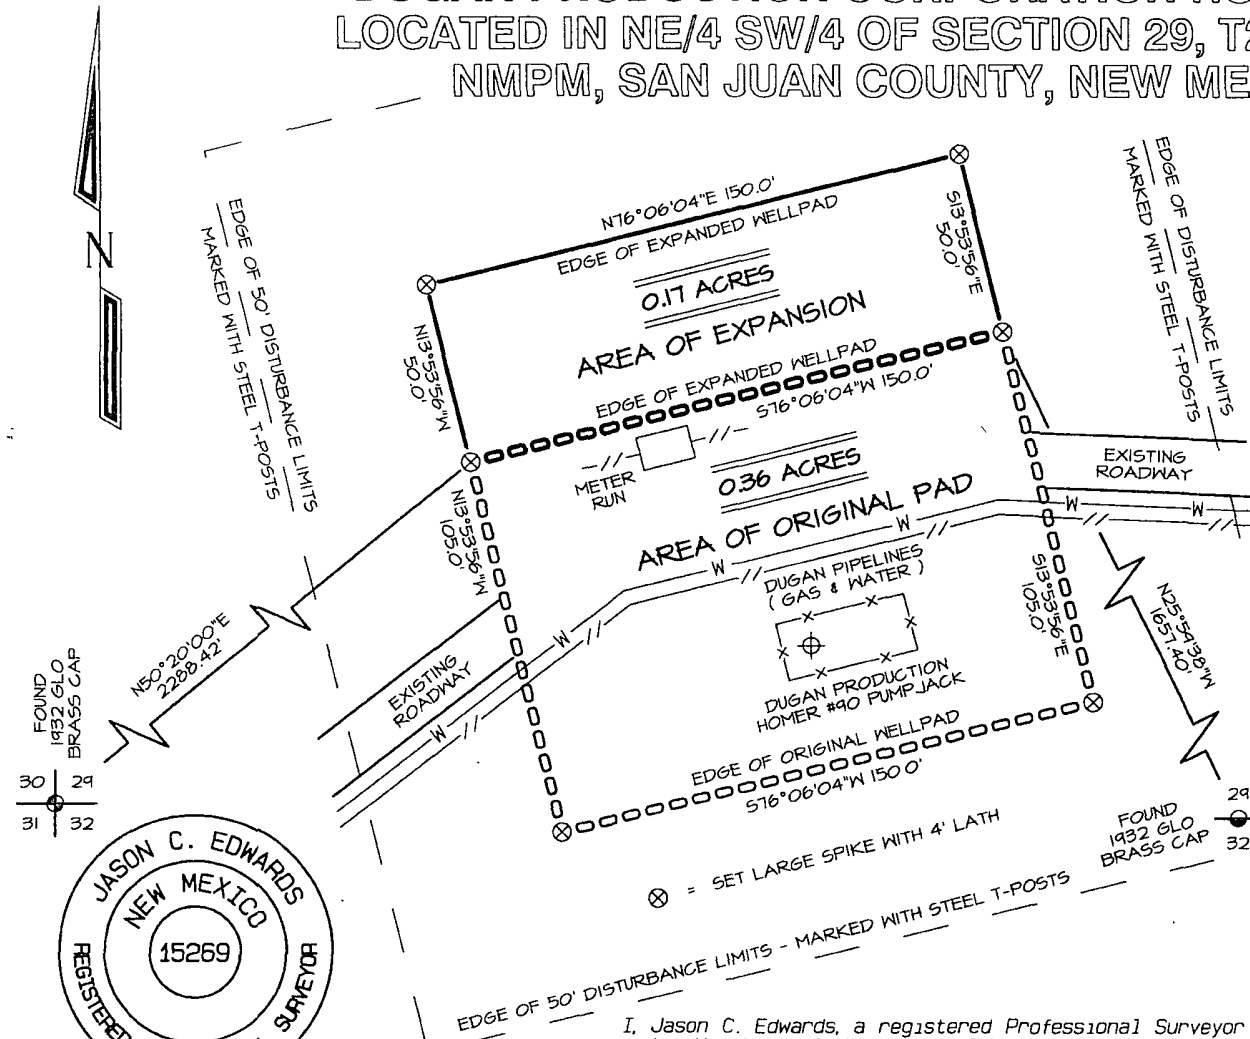 LOCATED IN NE/4 SW/4 OF SECTION 29,
NMPM, SAN JUAN COUNTY, NEW
N
EDGE OF 50' DISTURBANCE LIMITS
MARKED WITH STEEL T-POSTS
N76°06'04"E 150.0'
EDGE OF EXPANDED WELLPAD
0.17 ACRES
AREA OF EXPANSION
S13°53'56"E
50.0'
EDGE OF DISTURBANCE LIMITS
MARKED WITH STEEL T-POSTS
N13°53'56"W
50.0'
EDGE OF EXPANDED WELLPAD
S76°06'04"W 150.0'
METER
RUN
0.36 ACRES
AREA OF ORIGINAL PAD
EXISTING
ROADWAY
W W W W W W
N13°53'56"W
105.0'
DUGAN PIPELINES
( GAS & WATER )
S13°53'56"E
105.0'
N25°54'38"W
1657.40'
N50°20'00"E
2288.42'
EXISTING
ROADWAY
DUGAN PRODUCTION
HOMER #90 PUMPJACK
EDGE OF ORIGINAL WELLPAD
S76°06'04"W 150 0'
FOUND
1932 GLO
BRASS CAP
30 29
31 32
FOUND
1932 GLO
BRASS CAP
29
32
= SET LARGE SPIKE WITH 4' LATH
EDGE OF 50' DISTURBANCE LIMITS - MARKED WITH STEEL T-POSTS
JASON C. EDWARDS
NEW MEXICO
15269
REGISTERED
SURVEYOR
I, Jason C. Edwards, a registered Professional Surveyor